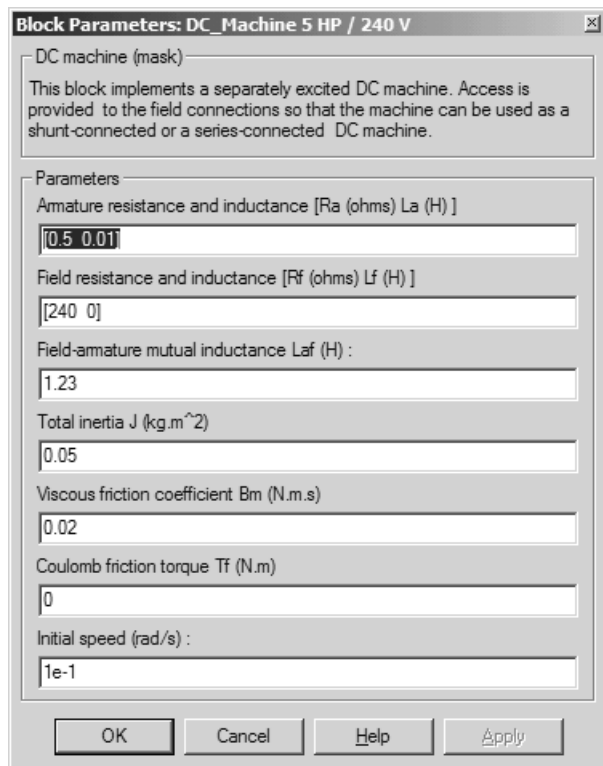 Block Parameters: DC_Machine 5 HP / 240 V
DC machine (mask)
This block implements a separately excited DC machine. Access is
provided to the field connections so that the machine can be used as a
shunt-connected or a series-connected DC machine.
Parameters
Armature resistance and inductance [Ra (ohms) La (H) ]
[0.5 0.01]
Field resistance and inductance [Rf (ohms) Lf (H) ]
[240 0]
Field-armature mutual inductance Laf (H) :
1.23
Total inertia J (kg.m^2)
0.05
Viscous friction coefficient Bm (N.m.s)
0.02
Coulomb friction torque Tf (N.m)
0
Initial speed (rad/s) :
1e-1
OK Cancel Help Apply